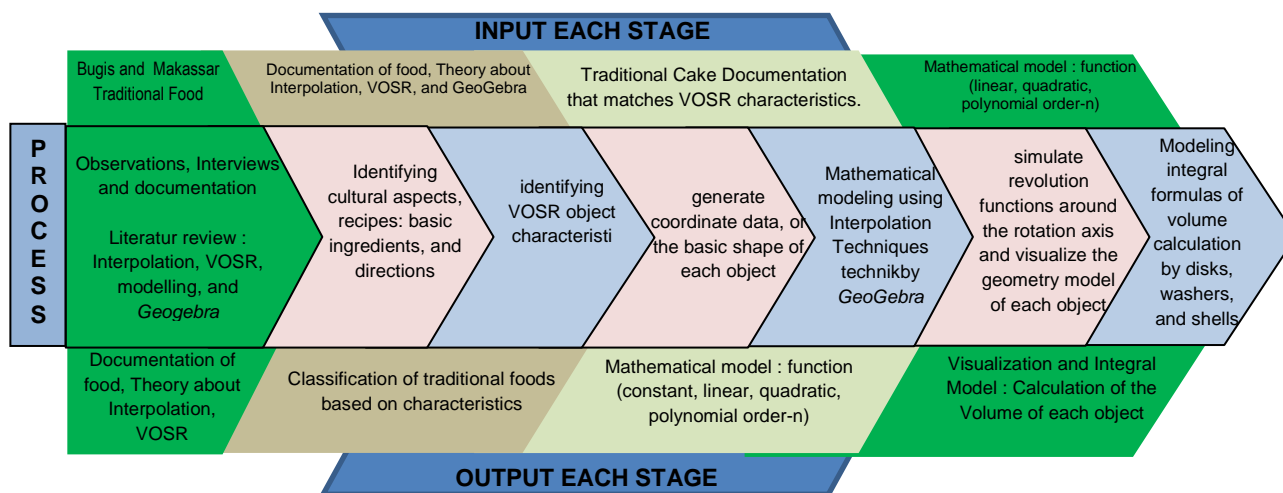 INPUT EACH STAGE
Bugis and Makassar
Traditional Food
Documentation of food, Theory about
Interpolation, VOSR, and GeoGebra
Traditional Cake Documentation
that matches VOSR characteristics.
Mathematical model : function
(linear, quadratic,
polynomial order-n)
P
R
O
C
E
S
S
Observations, Interviews
and documentation
Literatur review :
Interpolation, VOSR,
modelling, and
Geogebra
Identifying
cultural aspects,
recipes: basic
ingredients, and
directions
identifying
VOSR object
characteristi
generate
coordinate data, or
the basic shape of
each object
Mathematical
modeling using
Interpolation
Techniques
technikby
GeoGebra
simulate
revolution
functions around
the rotation axis
and visualize the
geometry model
of each object
Modeling
integral
formulas of
volume
calculation
by disks,
washers,
and shells
Documentation of
food, Theory about
Interpolation,
VOSR
Classification of traditional foods
based on characteristics
Mathematical model : function
(constant, linear, quadratic,
polynomial order-n)
Visualization and Integral
Model : Calculation of the
Volume of each object
OUTPUT EACH STAGE